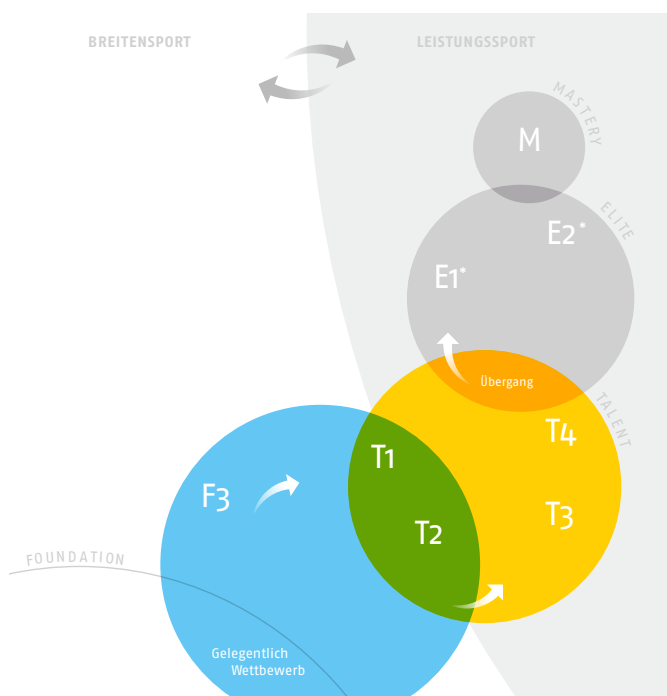 BREITENSPORT
LEISTUNGSSPORT
MASTERY
M
ELITE
E2*
E1*
Übergang
TALENT
T4
T1
F3
T3
T2
FOUNDATION
Gelegentlich
Wettbewerb